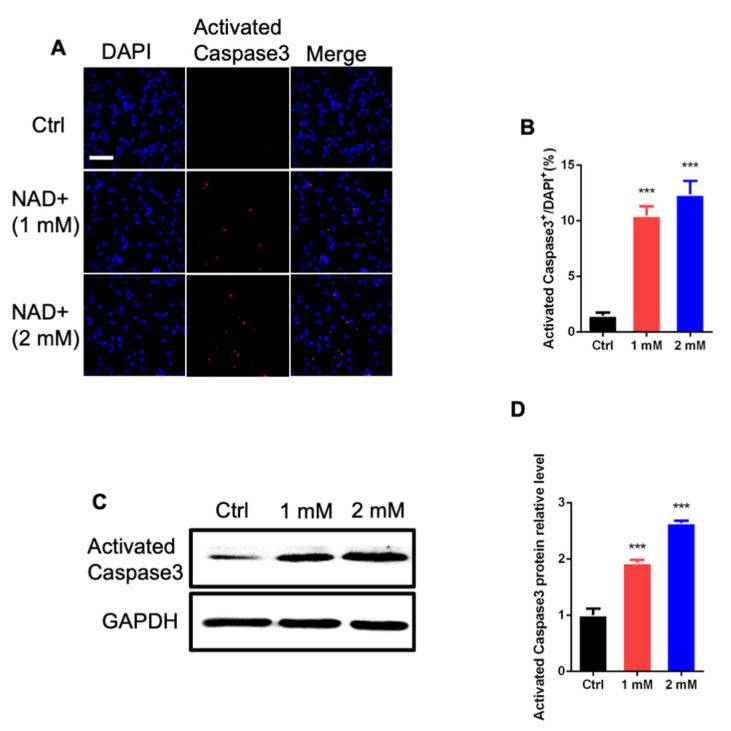 A
DAPI
Activated
Caspase3
Merge
Ctrl
NAD+
(1 mM)
NAD+
(2 mM)
B
Activated Caspase3⁺/DAPI⁺(%)
15
10
5
0
***
***
Ctrl
1 mM
2 mM
C
Ctrl
1 mM
2 mM
Activated
Caspase3
GAPDH
D
Activated Caspase3 protein relative level
3
2
1
0
***
***
Ctrl
1 mM
2 mM